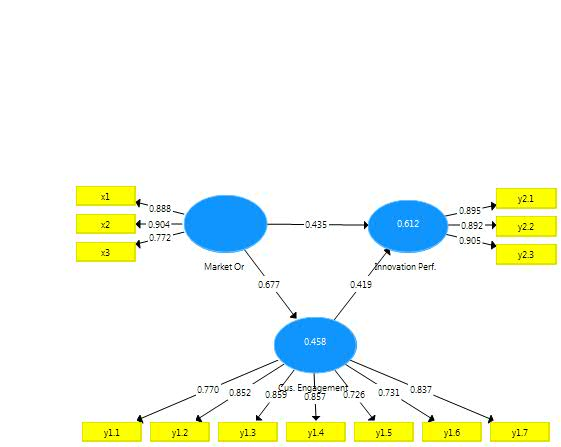 x1
x2
x3
0.888
0.904
0.772
Market Or
0.435
0.612
Innovation Perf.
0.895
0.892
0.905
y2.1
y2.2
y2.3
0.677
0.419
0.458
Cus. Engagement
0.770
0.852
0.859
0.857
0.726
0.731
0.837
y1.1
y1.2
y1.3
y1.4
y1.5
y1.6
y1.7